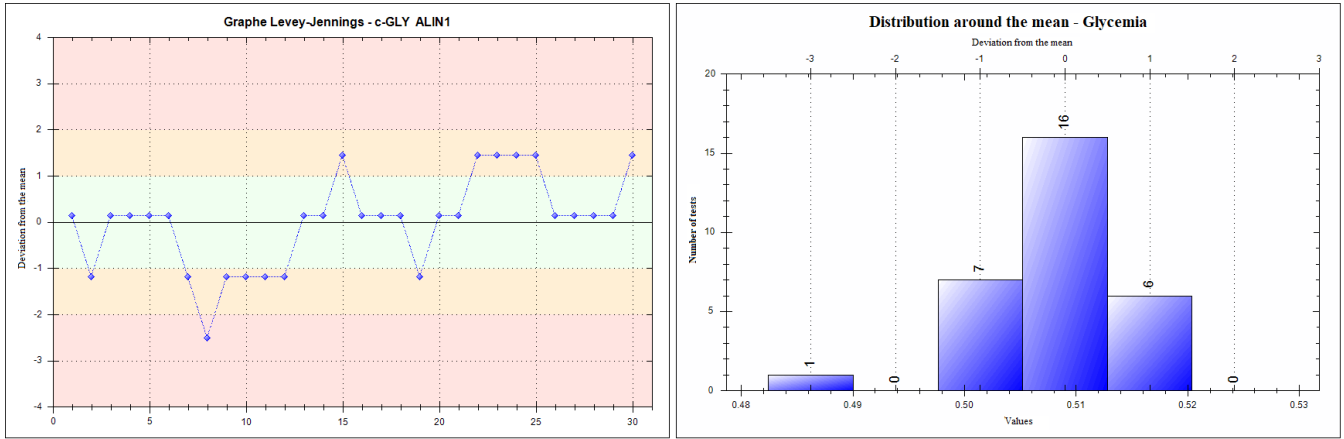 Graphe Levey-Jennings - c-GLY ALIN1
Deviation from the mean
4
3
2
1
0
-1
-2
-3
-4
0 5 10 15 20 25 30
Distribution around the mean - Glycemia
Deviation from the mean
-3 -2 -1 0 1 2 3
Number of tests
20
15
10
5
0
1 0 7 16 6 0
0.48 0.49 0.50 0.51 0.52 0.53
Values